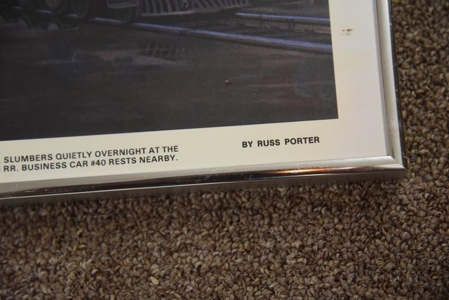 SLUMBERS QUIETLY OVERNIGHT AT THE
RR. BUSINESS CAR #40 RESTS NEARBY.
BY RUSS PORTER